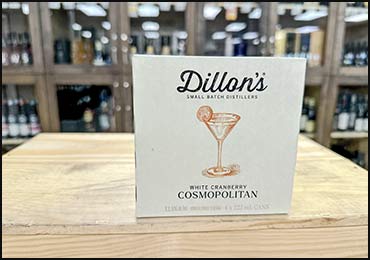 Dillon's
SMALL BATCH DISTILLERS
WHITE CRANBERRY
COSMOPOLITAN